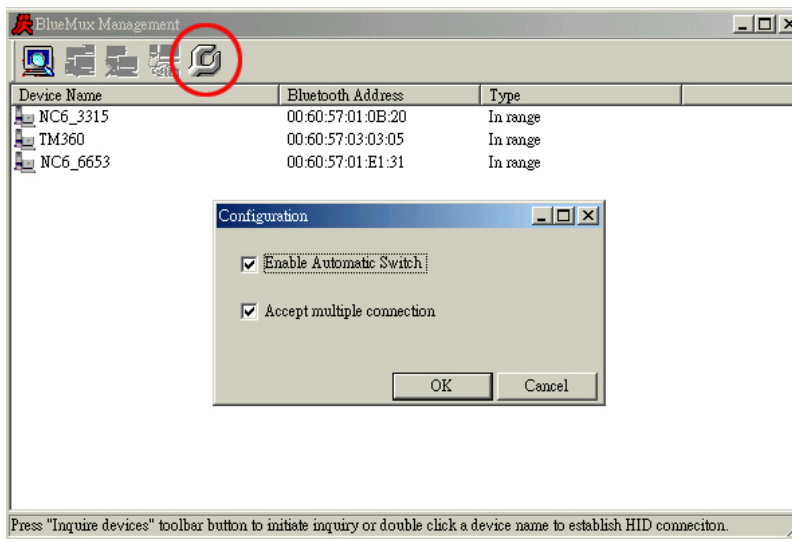 BlueMux Management
Device Name Bluetooth Address Type
NC6_3315 00:60:57:01:0B:20 In range
TM360 00:60:57:03:03:05 In range
NC6_6653 00:60:57:01:E1:31 In range
Configuration
Enable Automatic Switch
Accept multiple connection
OK Cancel
Press "Inquire devices" toolbar button to initiate inquiry or double click a device name to establish HID conneciton.